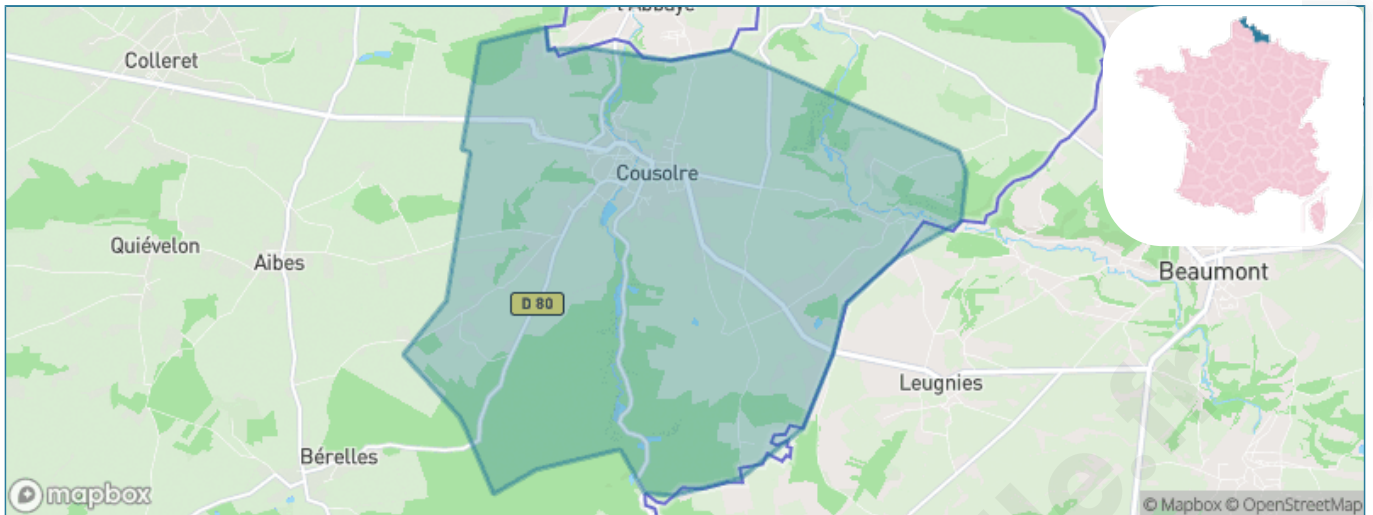 l'Abbaye
Colleret
Cousolre
Quiévelon
Aibes
Beaumont
D 80
Leugnies
Bérelles
mapbox
© Mapbox © OpenStreetMap